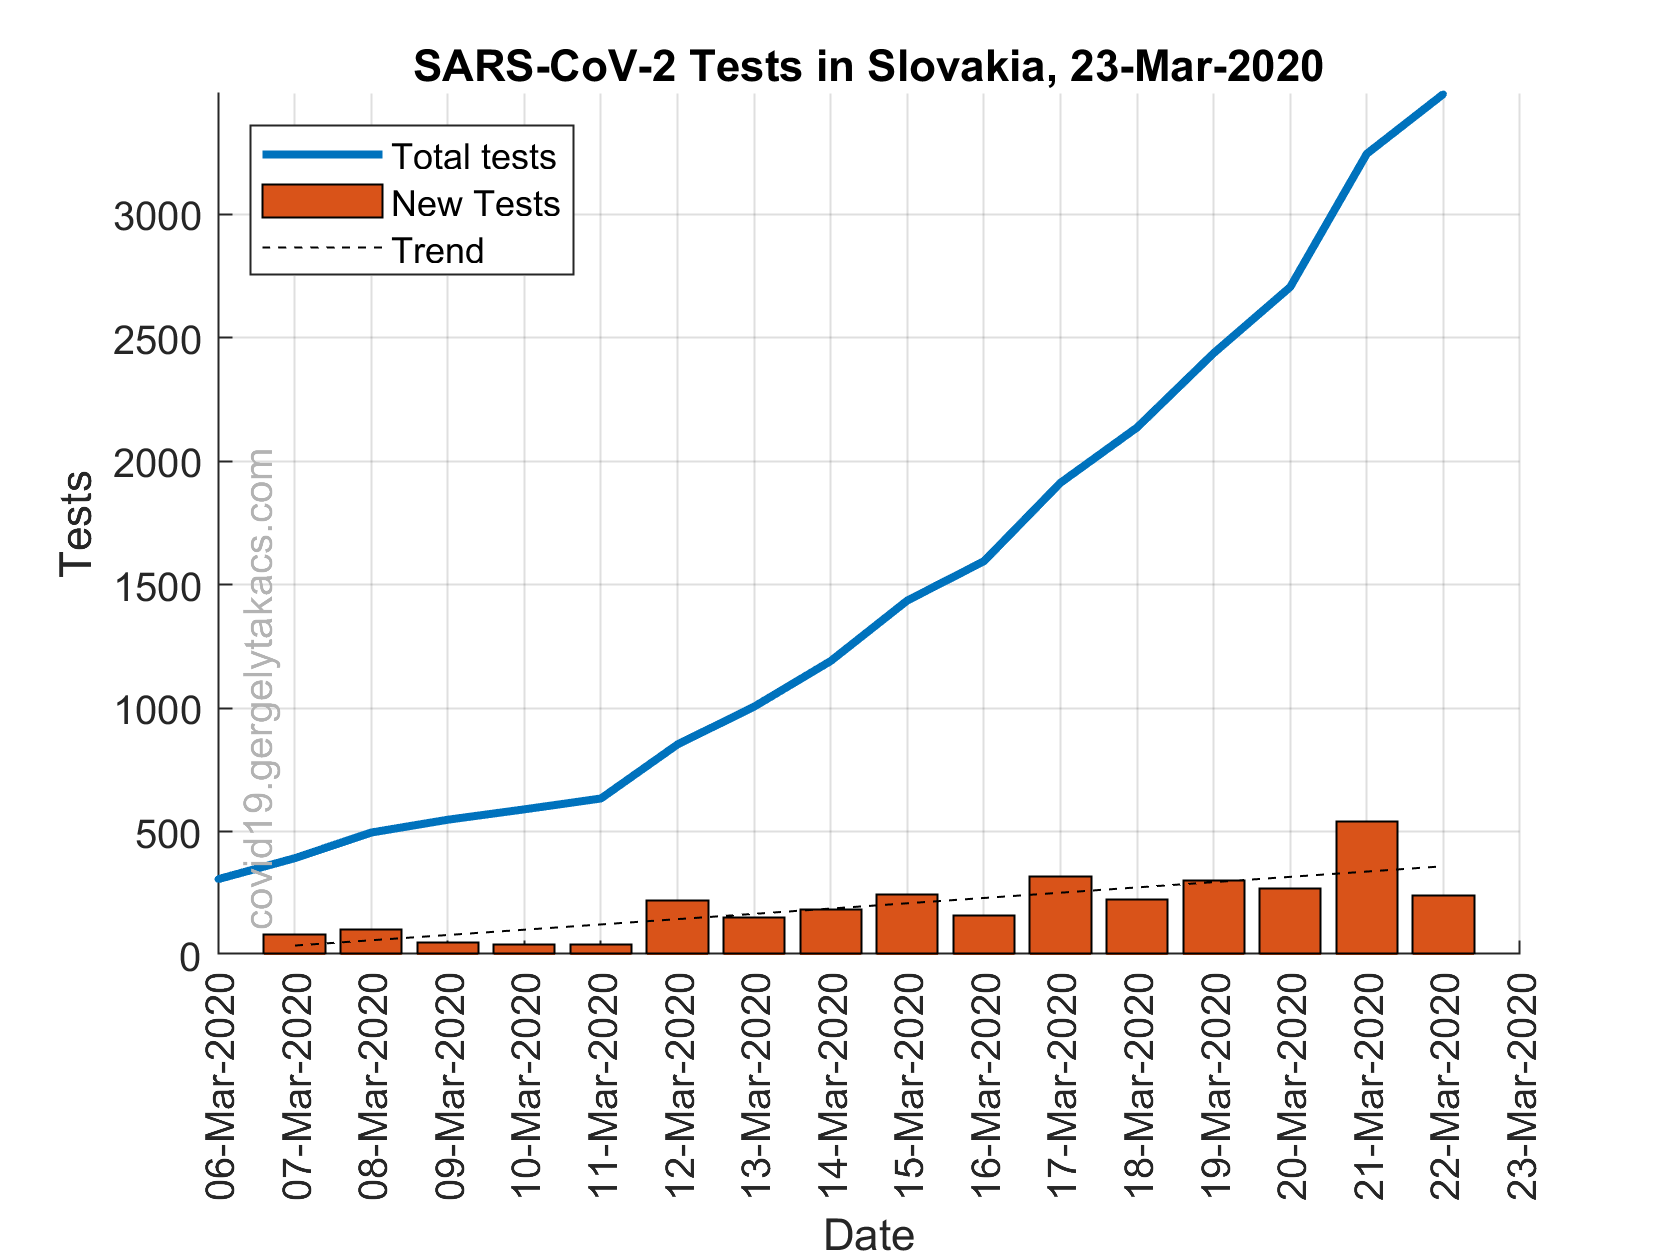 SARS-CoV-2 Tests in Slovakia, 23-Mar-2020
Total tests
New Tests
Trend
3000
2500
2000
1500
1000
500
0
Tests
covid19.gergelytakacs.com
06-Mar-2020
07-Mar-2020
08-Mar-2020
09-Mar-2020
10-Mar-2020
11-Mar-2020
12-Mar-2020
13-Mar-2020
14-Mar-2020
15-Mar-2020
16-Mar-2020
17-Mar-2020
18-Mar-2020
19-Mar-2020
20-Mar-2020
21-Mar-2020
22-Mar-2020
23-Mar-2020
Date